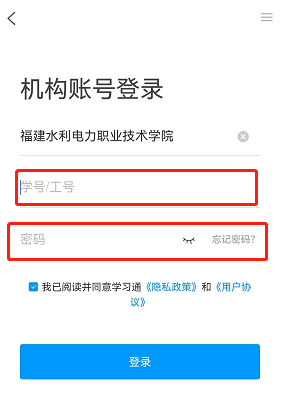 机构账号登录
福建水利电力职业技术学院
学号/工号
密码 忘记密码?
我已阅读并同意学习通《隐私政策》和《用户协
议》
登录